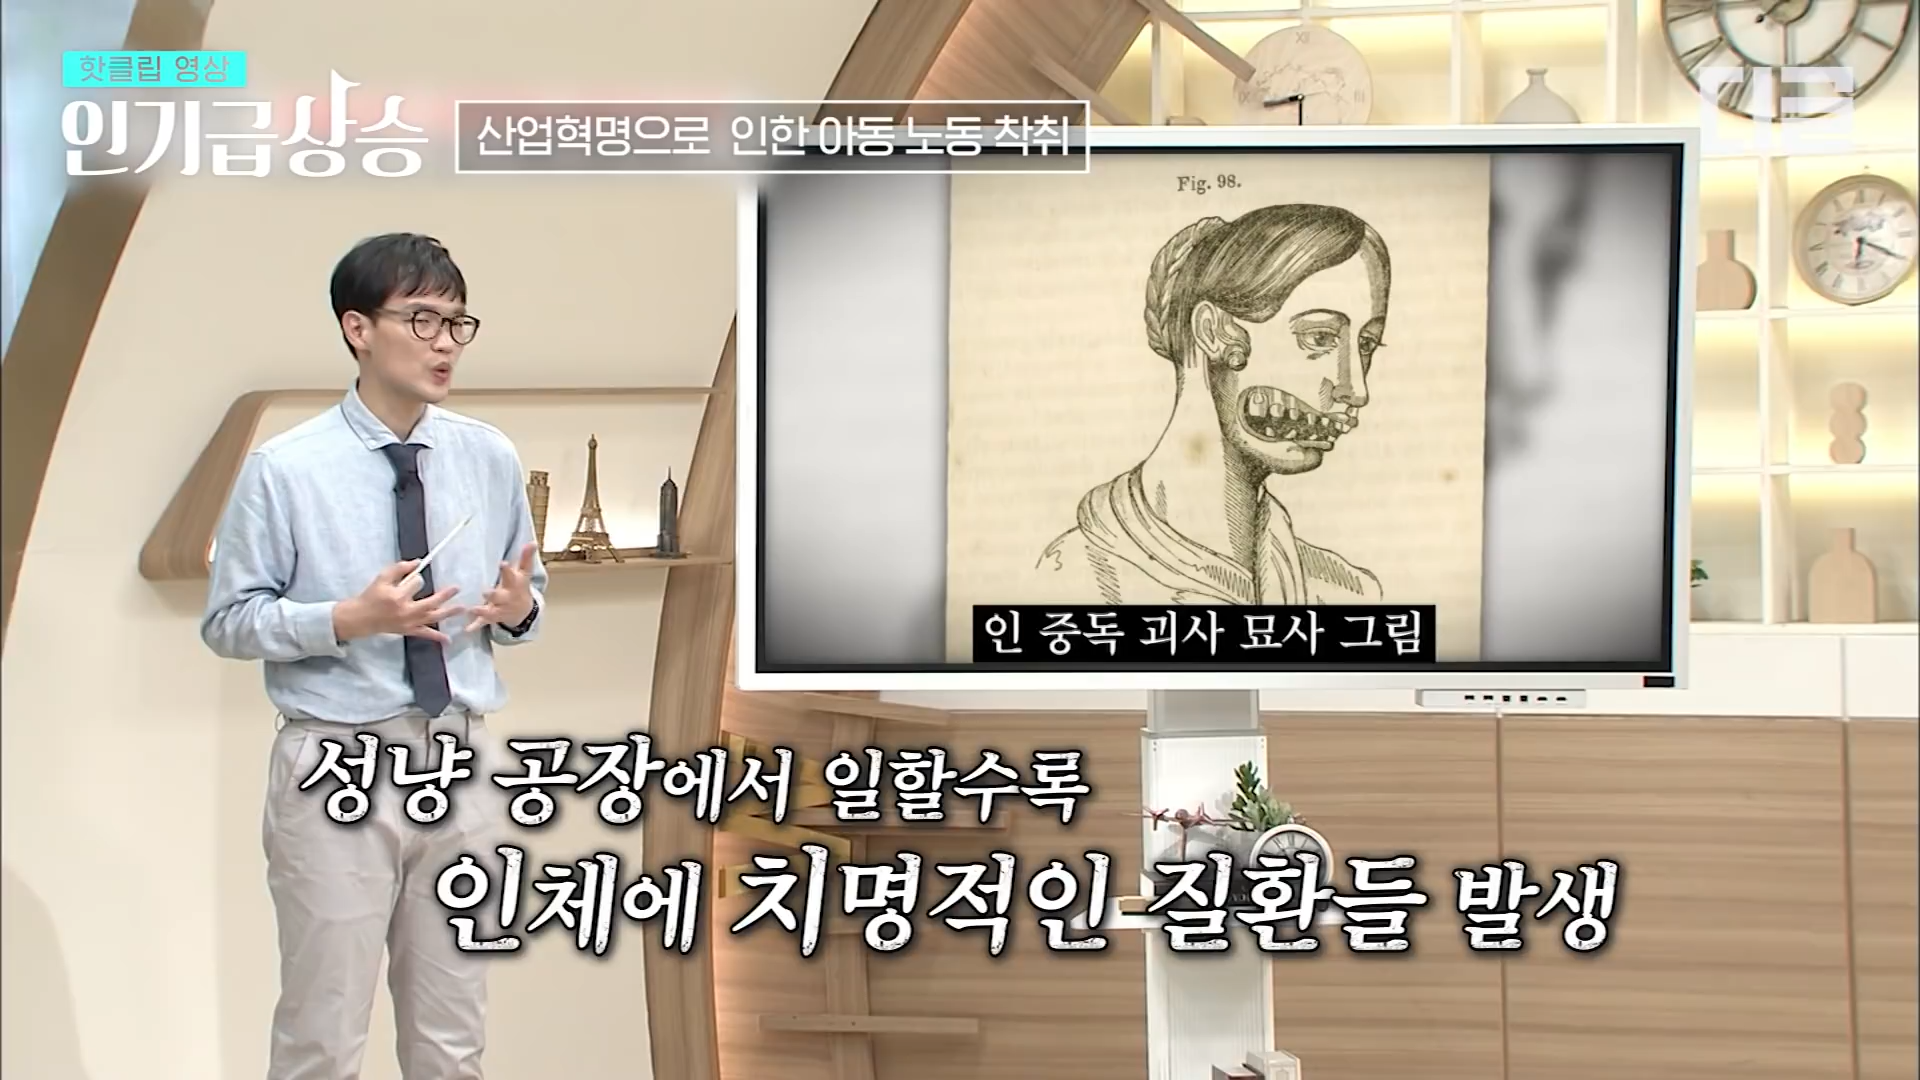 핫클립 영상
인기급상승
산업혁명으로 인한 아동 노동 착취
디글
Fig. 98.
인 중독 괴사 묘사 그림
성냥 공장에서 일할수록
인체에 치명적인 질환들 발생